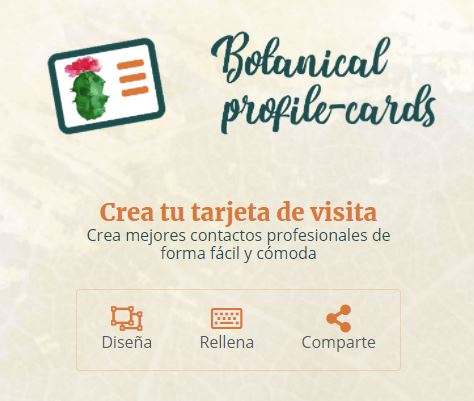 Botanical
profile-cards
Crea tu tarjeta de visita
Crea mejores contactos profesionales de
forma fácil y cómoda
Diseña Rellena Comparte